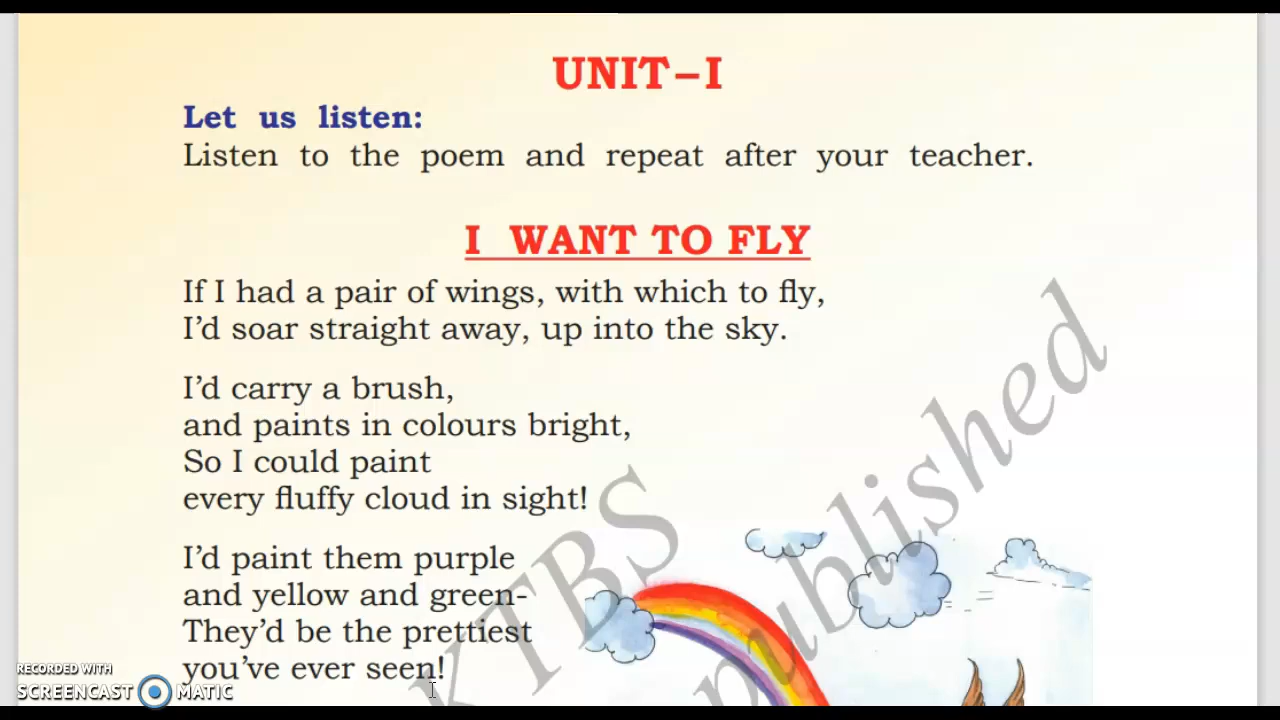 UNIT–I
Let us listen:
Listen to the poem and repeat after your teacher.
I WANT TO FLY
If I had a pair of wings, with which to fly,
I’d soar straight away, up into the sky.
I’d carry a brush,
and paints in colours bright,
So I could paint
every fluffy cloud in sight!
I’d paint them purple
and yellow and green-
They’d be the prettiest
you’ve ever seen!
KTBS
published
RECORDED WITH
SCREENCAST MATIC